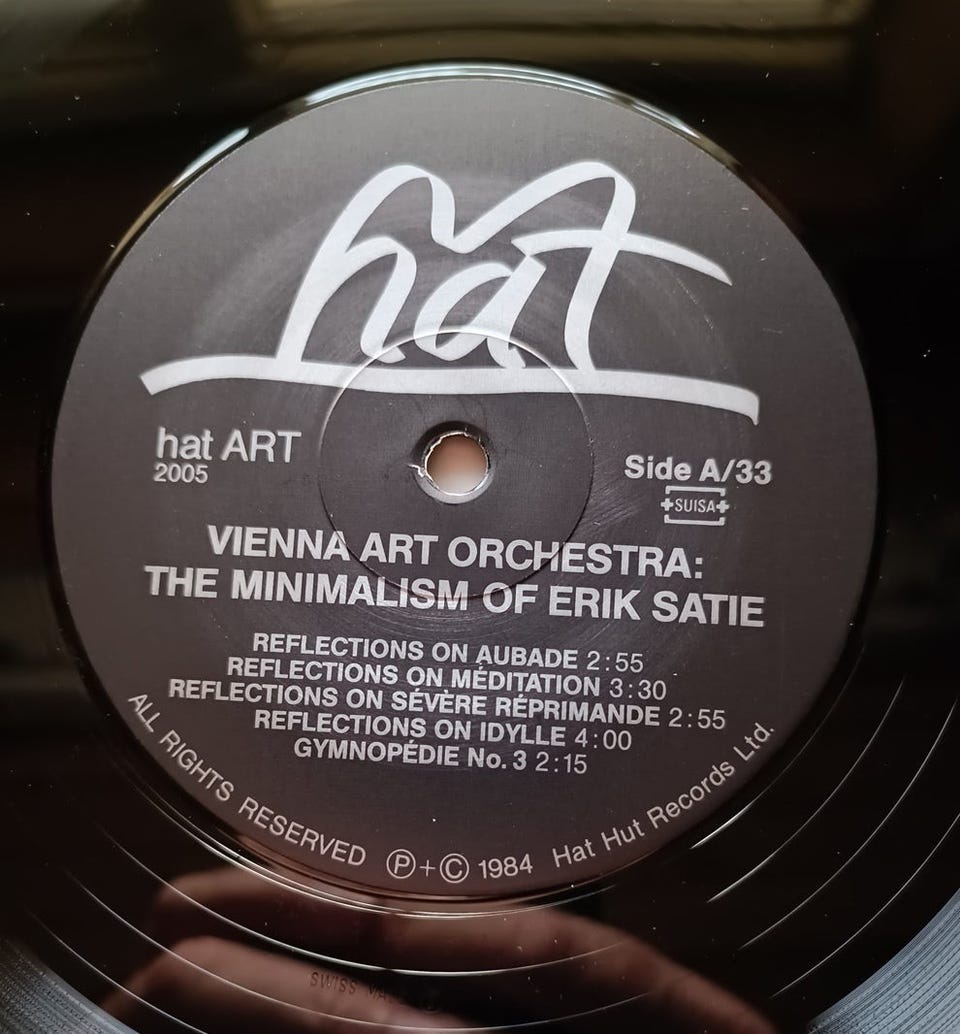 hat
hat ART
2005
Side A/33
SUISA
VIENNA ART ORCHESTRA:
THE MINIMALISM OF ERIK SATIE
REFLECTIONS ON AUBADE 2:55
REFLECTIONS ON MÉDITATION 3:30
REFLECTIONS ON SÉVÈRE RÉPRIMANDE 2:55
REFLECTIONS ON IDYLLE 4:00
GYMNOPÉDIE No. 3 2:15
ALL RIGHTS RESERVED Ⓟ+© 1984 Hat Hut Records Ltd.
SWISS